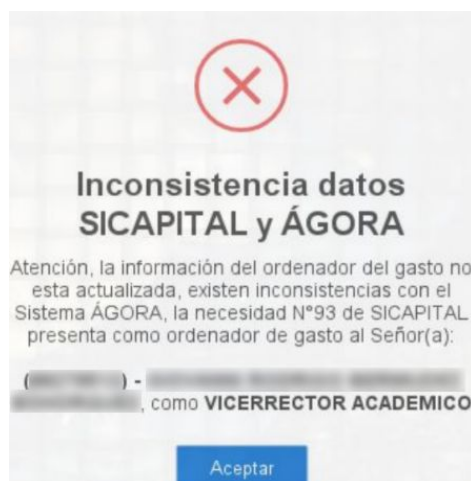 Inconsistencia datos
SICAPITAL y ÁGORA
Atención, la información del ordenador del gasto no
esta actualizada, existen inconsistencias con el
Sistema ÁGORA, la necesidad N°93 de SICAPITAL
presenta como ordenador de gasto al Señor(a):
( ) -
, como VICERRECTOR ACADEMICO
Aceptar